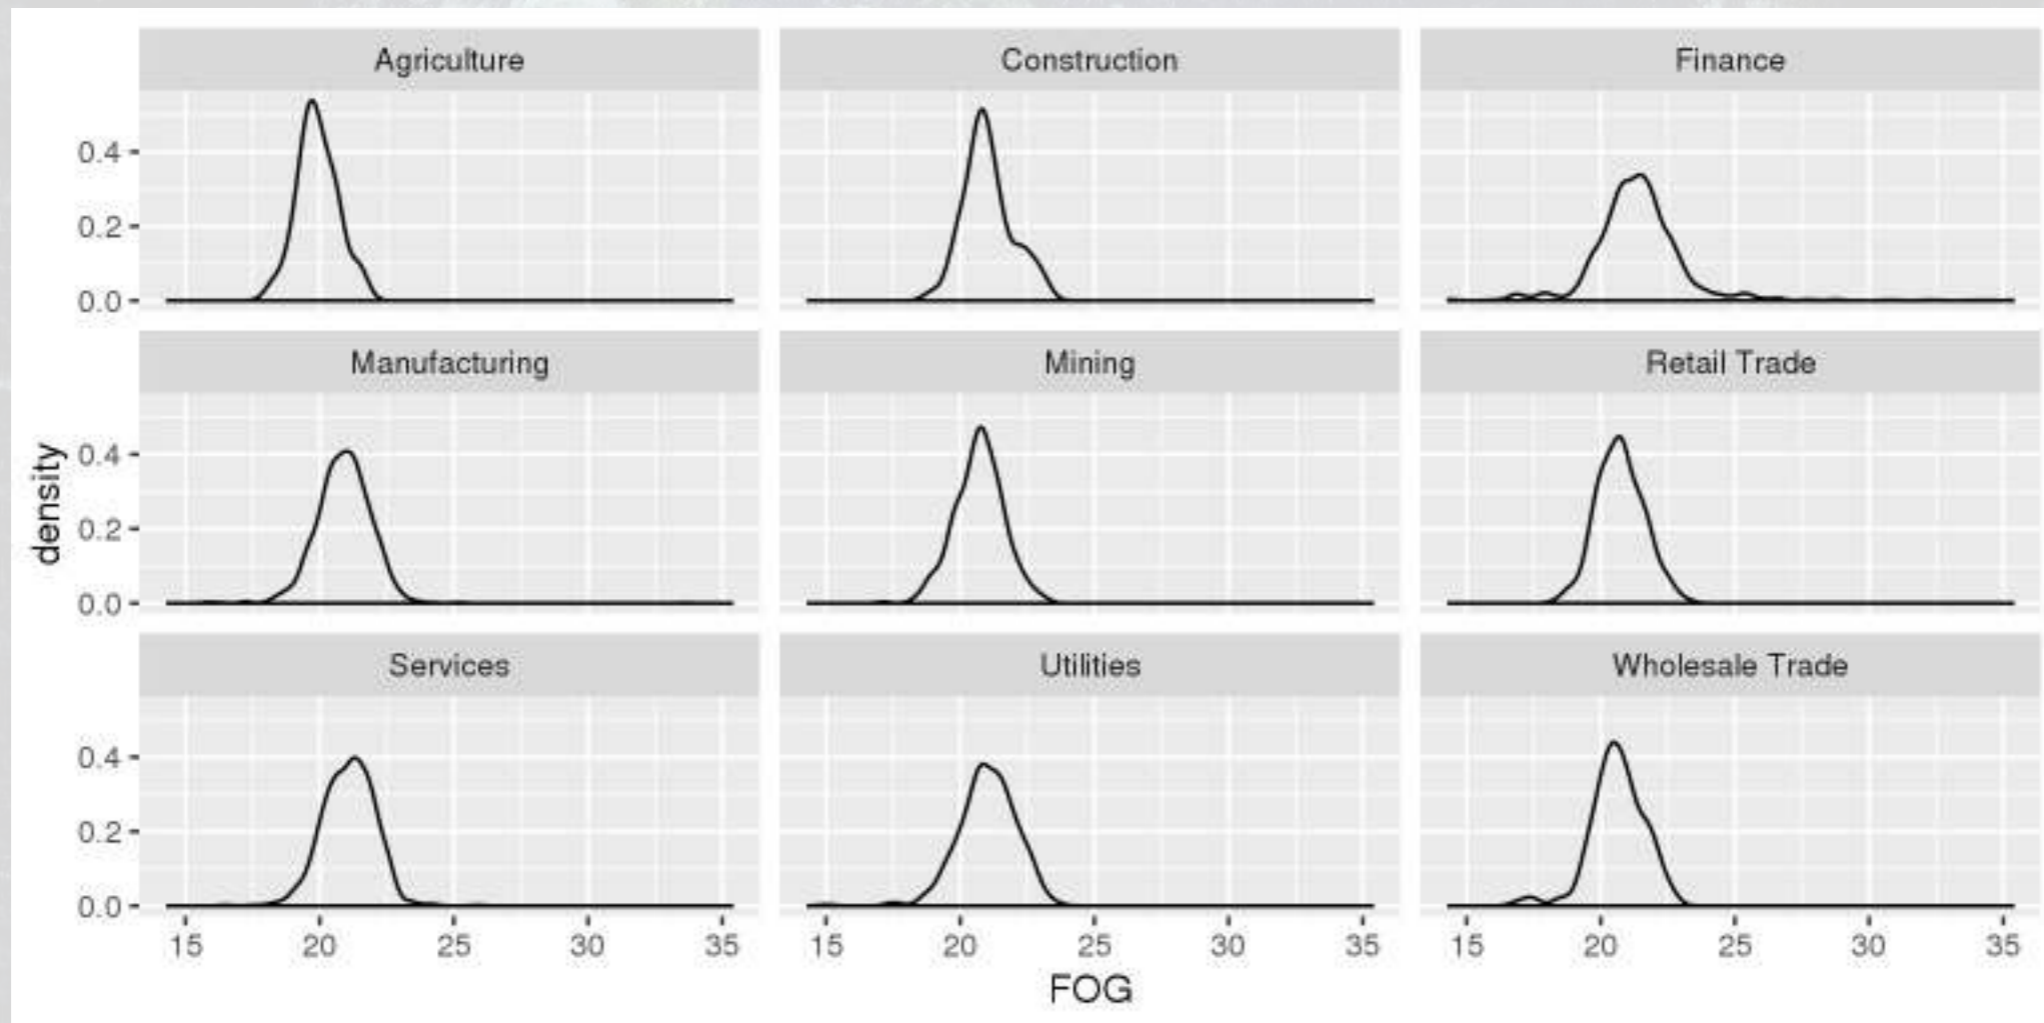 Agriculture
Construction
Finance
0.4
0.2
0.0
Manufacturing
Mining
Retail Trade
density
0.4
0.2
0.0
Services
Utilities
Wholesale Trade
0.4
0.2
0.0
15 20 25 30 35
15 20 25 30 35
15 20 25 30 35
FOG